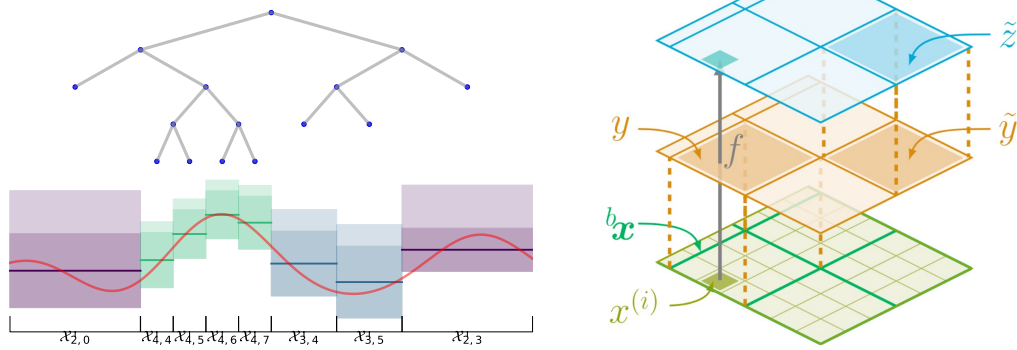 𝒳₂,₀ 𝒳₄,₄ 𝒳₄,₅ 𝒳₄,₆ 𝒳₄,₇ 𝒳₃,₄ 𝒳₃,₅ 𝒳₂,₃
z̃
y
f
ỹ
ᵇ𝒙
x⁽ⁱ⁾